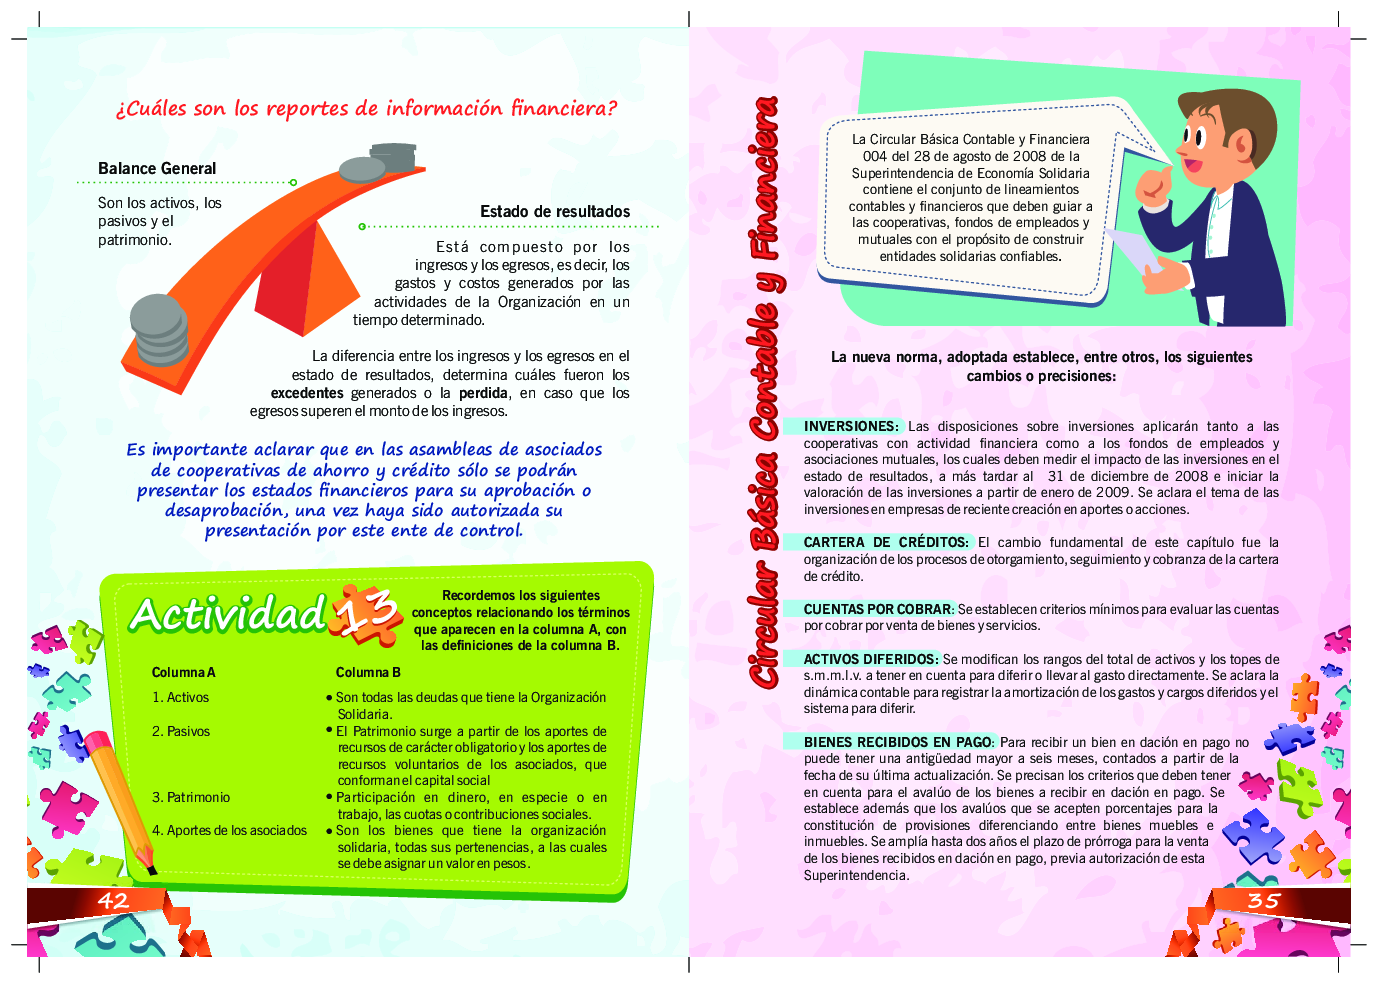 ¿Cuáles son los reportes de información financiera?
Balance General
Son los activos, los
pasivos y el
patrimonio.
Estado de resultados
Está compuesto por los
ingresos y los egresos, es decir, los
gastos y costos generados por las
actividades de la Organización en un
tiempo determinado.
La diferencia entre los ingresos y los egresos en el
estado de resultados, determina cuáles fueron los
excedentes generados o la perdida, en caso que los
egresos superen el monto de los ingresos.
Es importante aclarar que en las asambleas de asociados
de cooperativas de ahorro y crédito sólo se podrán
presentar los estados financieros para su aprobación o
desaprobación, una vez haya sido autorizada su
presentación por este ente de control.
Actividad 13
Recordemos los siguientes
conceptos relacionando los términos
que aparecen en la columna A, con
las definiciones de la columna B.
Columna A
Columna B
1. Activos
• Son todas las deudas que tiene la Organización
Solidaria.
2. Pasivos
• El Patrimonio surge a partir de los aportes de
recursos de carácter obligatorio y los aportes de
recursos voluntarios de los asociados, que
conforman el capital social
3. Patrimonio
• Participación en dinero, en especie o en
trabajo, las cuotas o contribuciones sociales.
4. Aportes de los asociados
• Son los bienes que tiene la organización
solidaria, todas sus pertenencias, a las cuales
se debe asignar un valor en pesos.
42
Circular Básica Contable y Financiera
La Circular Básica Contable y Financiera
004 del 28 de agosto de 2008 de la
Superintendencia de Economía Solidaria
contiene el conjunto de lineamientos
contables y financieros que deben guiar a
las cooperativas, fondos de empleados y
mutuales con el propósito de construir
entidades solidarias confiables.
La nueva norma, adoptada establece, entre otros, los siguientes
cambios o precisiones:
INVERSIONES: Las disposiciones sobre inversiones aplicarán tanto a las
cooperativas con actividad financiera como a los fondos de empleados y
asociaciones mutuales, los cuales deben medir el impacto de las inversiones en el
estado de resultados, a más tardar al 31 de diciembre de 2008 e iniciar la
valoración de las inversiones a partir de enero de 2009. Se aclara el tema de las
inversiones en empresas de reciente creación en aportes o acciones.
CARTERA DE CRÉDITOS: El cambio fundamental de este capítulo fue la
organización de los procesos de otorgamiento, seguimiento y cobranza de la cartera
de crédito.
CUENTAS POR COBRAR: Se establecen criterios mínimos para evaluar las cuentas
por cobrar por venta de bienes y servicios.
ACTIVOS DIFERIDOS: Se modifican los rangos del total de activos y los topes de
s.m.m.l.v. a tener en cuenta para diferir o llevar al gasto directamente. Se aclara la
dinámica contable para registrar la amortización de los gastos y cargos diferidos y el
sistema para diferir.
BIENES RECIBIDOS EN PAGO: Para recibir un bien en dación en pago no
puede tener una antigüedad mayor a seis meses, contados a partir de la
fecha de su última actualización. Se precisan los criterios que deben tener
en cuenta para el avalúo de los bienes a recibir en dación en pago. Se
establece además que los avalúos que se acepten porcentajes para la
constitución de provisiones diferenciando entre bienes muebles e
inmuebles. Se amplía hasta dos años el plazo de prórroga para la venta
de los bienes recibidos en dación en pago, previa autorización de esta
Superintendencia.
35